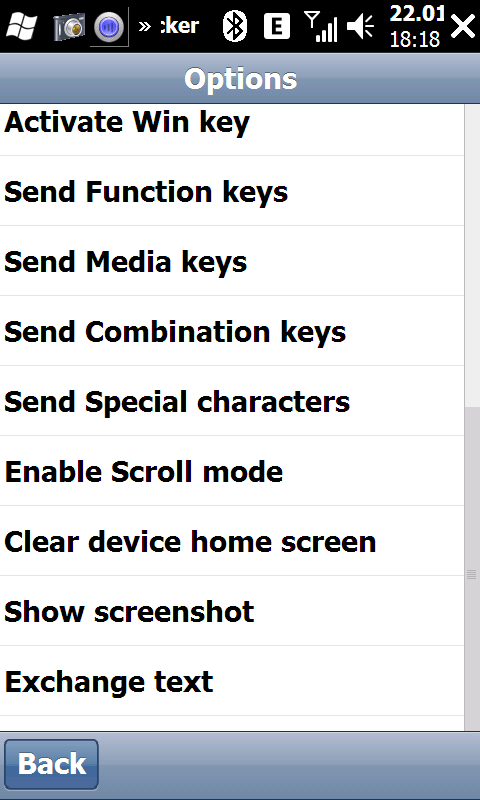 » :cker E 22.01
18:18
Options
Activate Win key
Send Function keys
Send Media keys
Send Combination keys
Send Special characters
Enable Scroll mode
Clear device home screen
Show screenshot
Exchange text
Back